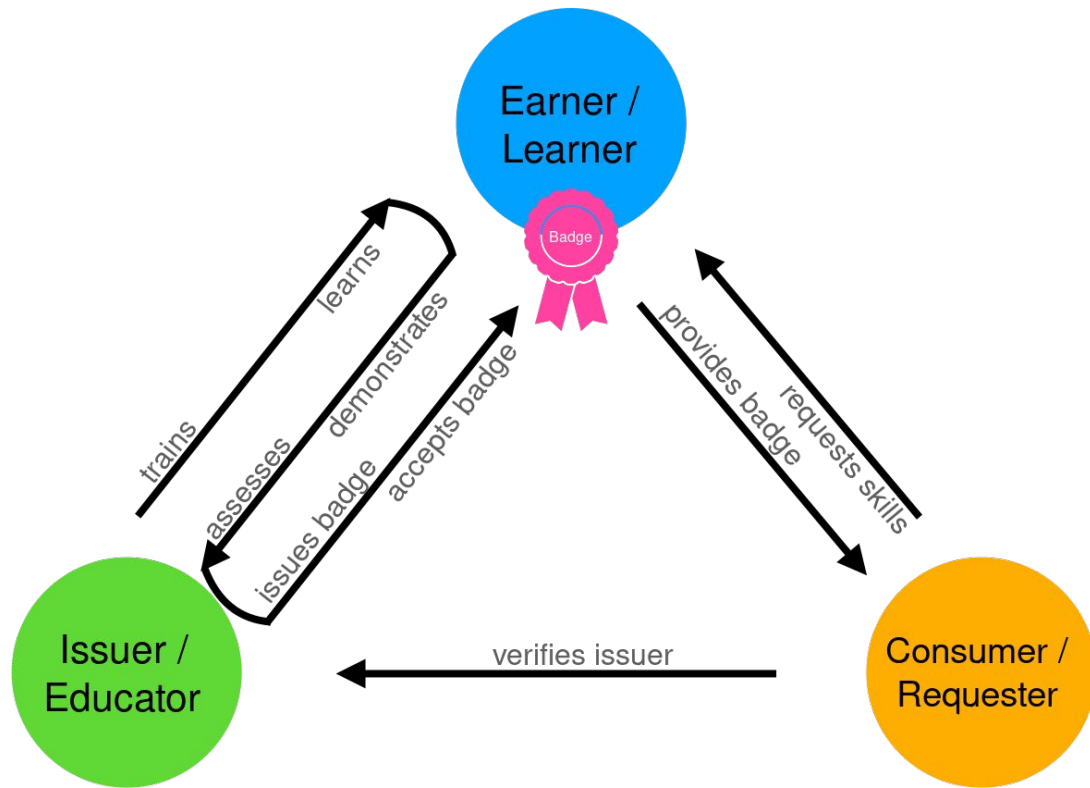 Earner /
Learner
Badge
learns
trains
demonstrates
assesses
accepts badge
issues badge
provides badge
requests skills
verifies issuer
Issuer /
Educator
Consumer /
Requester